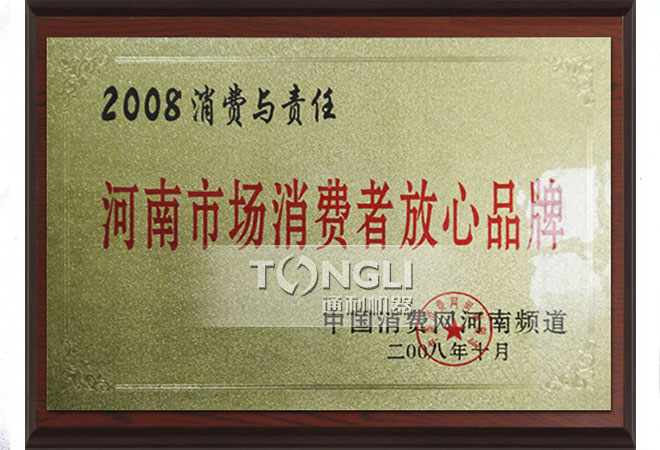 2008消费与责任
河南市场消费者放心品牌
TONGLI
通利机器
中国消费网河南频道
二00八年十月